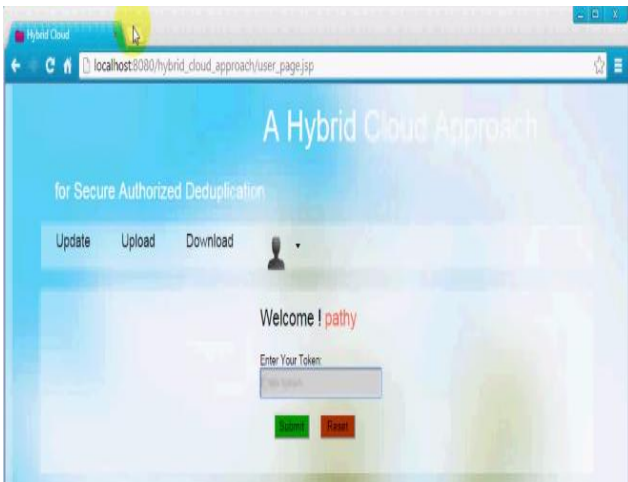 Hybrid Cloud
localhost:8080/hybrid_cloud_approach/user_page.jsp
A Hybrid Cloud Approach
for Secure Authorized Deduplication
Update Upload Download
Welcome ! pathy
Enter Your Token:
Submit Reset